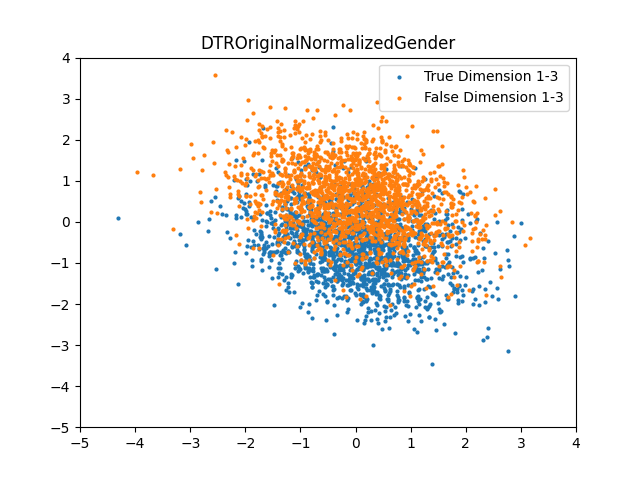 DTROriginalNormalizedGender
True Dimension 1-3
False Dimension 1-3
4
3
2
1
0
−1
−2
−3
−4
−5
−5 −4 −3 −2 −1 0 1 2 3 4